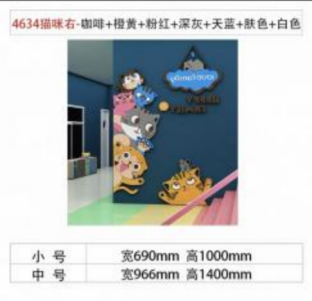 4634猫咪右-咖啡+橙黄+粉红+深灰+天蓝+肤色+白色
小 号 宽690mm 高1000mm
中 号 宽966mm 高1400mm